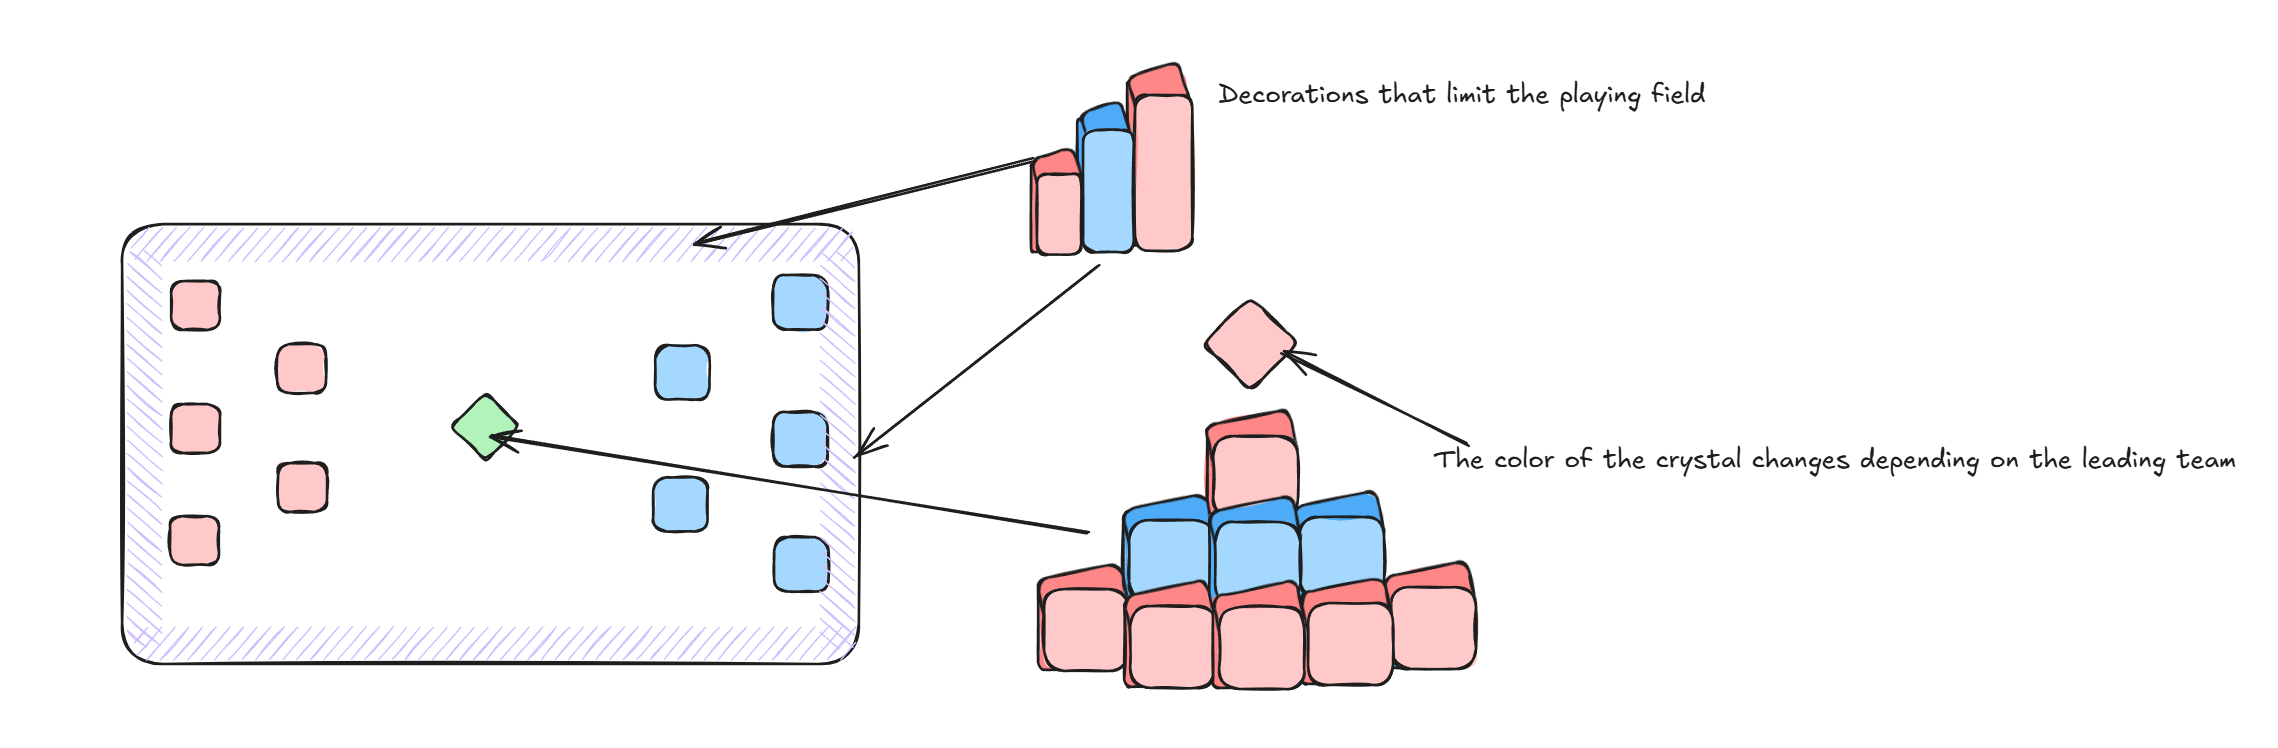 Decorations that limit the playing field
The color of the crystal changes depending on the leading team